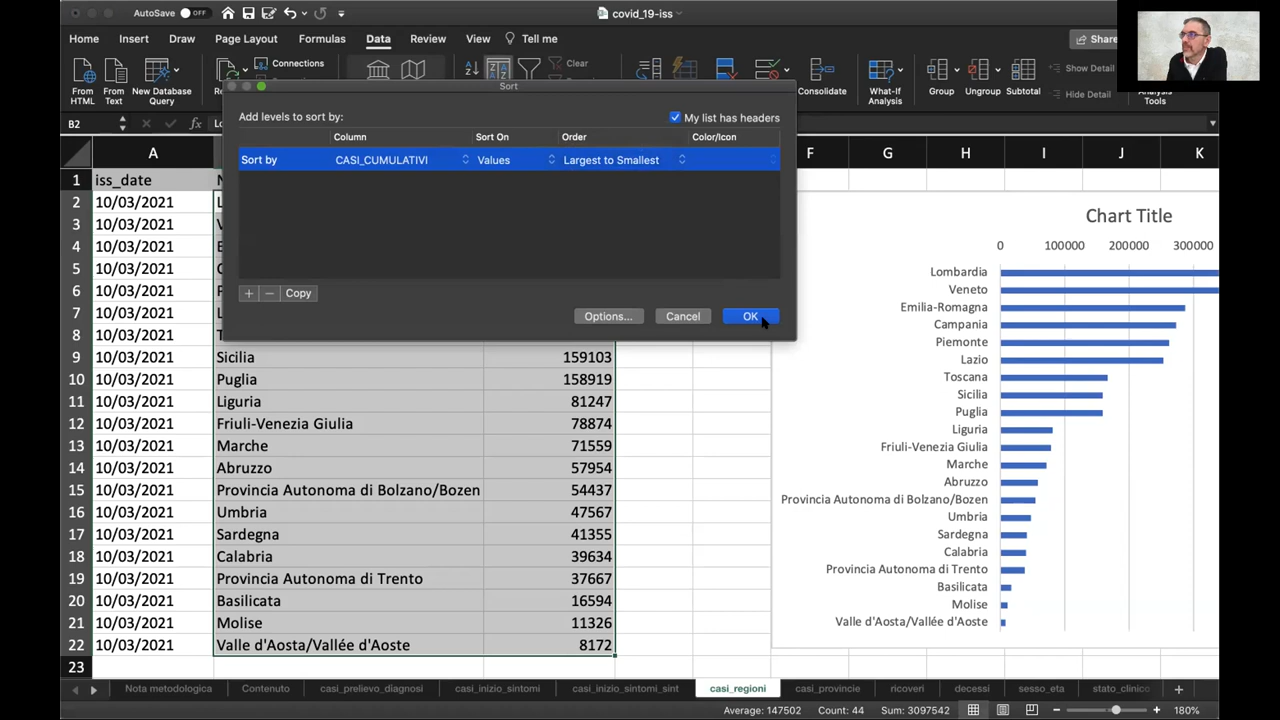 AutoSave OFF
covid_19-iss
Home Insert Draw Page Layout Formulas Data Review View Tell me
Share
From HTML
From Text
New Database Query
Connections
Clear
Consolidate
What-If Analysis
Group
Ungroup
Subtotal
Show Detail
Hide Detail
Analysis Tools
B2
fx
Sort
Add levels to sort by:
My list has headers
Column Sort On Order Color/Icon
Sort by CASI_CUMULATIVI Values Largest to Smallest
+ − Copy
Options... Cancel OK
A F G H I J K
1 iss_date
2 10/03/2021
3 10/03/2021
4 10/03/2021
5 10/03/2021
6 10/03/2021
7 10/03/2021
8 10/03/2021
9 10/03/2021 Sicilia 159103
10 10/03/2021 Puglia 158919
11 10/03/2021 Liguria 81247
12 10/03/2021 Friuli-Venezia Giulia 78874
13 10/03/2021 Marche 71559
14 10/03/2021 Abruzzo 57954
15 10/03/2021 Provincia Autonoma di Bolzano/Bozen 54437
16 10/03/2021 Umbria 47567
17 10/03/2021 Sardegna 41355
18 10/03/2021 Calabria 39634
19 10/03/2021 Provincia Autonoma di Trento 37667
20 10/03/2021 Basilicata 16594
21 10/03/2021 Molise 11326
22 10/03/2021 Valle d'Aosta/Vallée d'Aoste 8172
23
Chart Title
0 100000 200000 300000
Lombardia
Veneto
Emilia-Romagna
Campania
Piemonte
Lazio
Toscana
Sicilia
Puglia
Liguria
Friuli-Venezia Giulia
Marche
Abruzzo
Provincia Autonoma di Bolzano/Bozen
Umbria
Sardegna
Calabria
Provincia Autonoma di Trento
Basilicata
Molise
Valle d'Aosta/Vallée d'Aoste
Nota metodologica Contenuto casi_prelievo_diagnosi casi_inizio_sintomi casi_inizio_sintomi_sint casi_regioni casi_provincie ricoveri decessi sesso_eta stato_clinico +
Average: 147502 Count: 44 Sum: 3097542 − + 180%